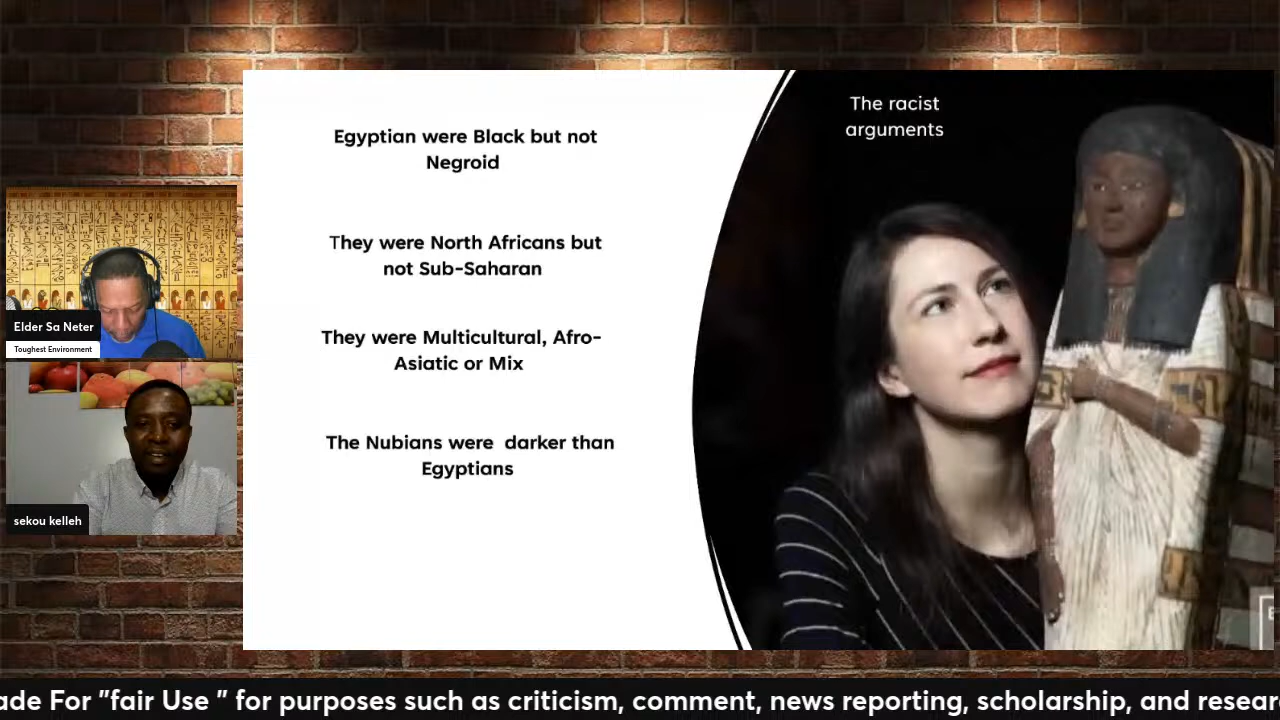 Egyptian were Black but not
Negroid
They were North Africans but
not Sub-Saharan
They were Multicultural, Afro-
Asiatic or Mix
The Nubians were darker than
Egyptians
The racist
arguments
Elder Sa Neter
Toughest Environment
sekou kelleh
ade For "fair Use " for purposes such as criticism, comment, news reporting, scholarship, and resear